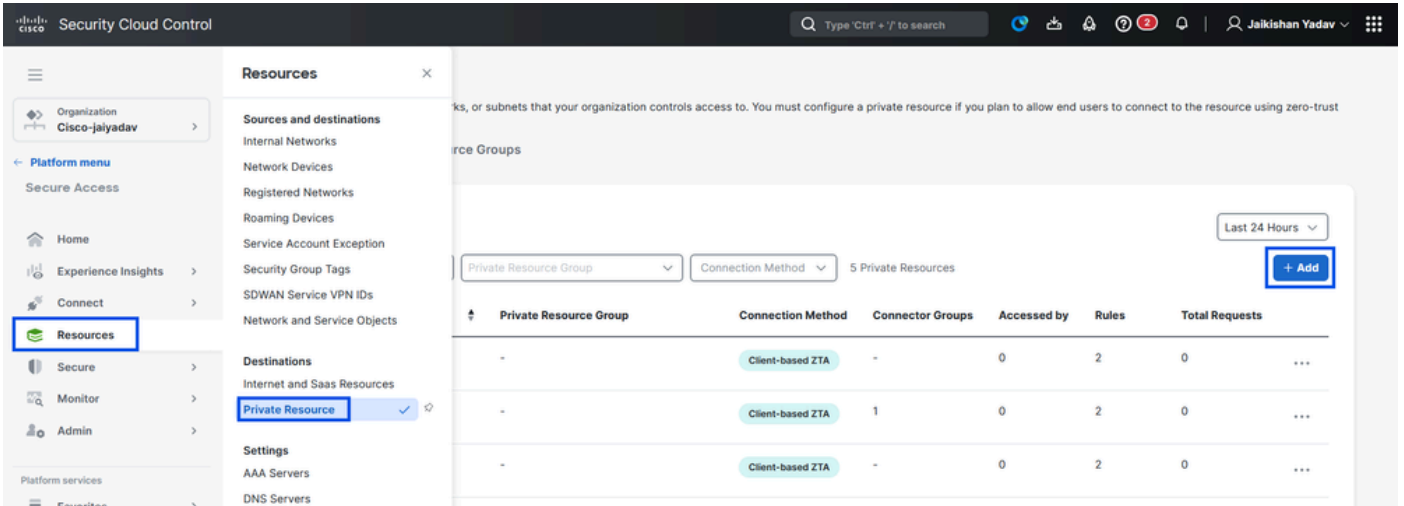 cisco Security Cloud Control
Type 'Ctrl' + '/' to search
2
Jaikishan Yadav
Organization
Cisco-jaiyadav
Platform menu
Secure Access
Home
Experience Insights
Connect
Resources
Secure
Monitor
Admin
Platform services
Favorites
Resources
Sources and destinations
Internal Networks
Network Devices
Registered Networks
Roaming Devices
Service Account Exception
Security Group Tags
SDWAN Service VPN IDs
Network and Service Objects
Destinations
Internet and Saas Resources
Private Resource
Settings
AAA Servers
DNS Servers
rks, or subnets that your organization controls access to. You must configure a private resource if you plan to allow end users to connect to the resource using zero-trust
rce Groups
Last 24 Hours
Private Resource Group
Connection Method
5 Private Resources
+ Add
Private Resource Group Connection Method Connector Groups Accessed by Rules Total Requests
- Client-based ZTA - 0 2 0 ...
- Client-based ZTA 1 0 2 0 ...
- Client-based ZTA - 0 2 0 ...